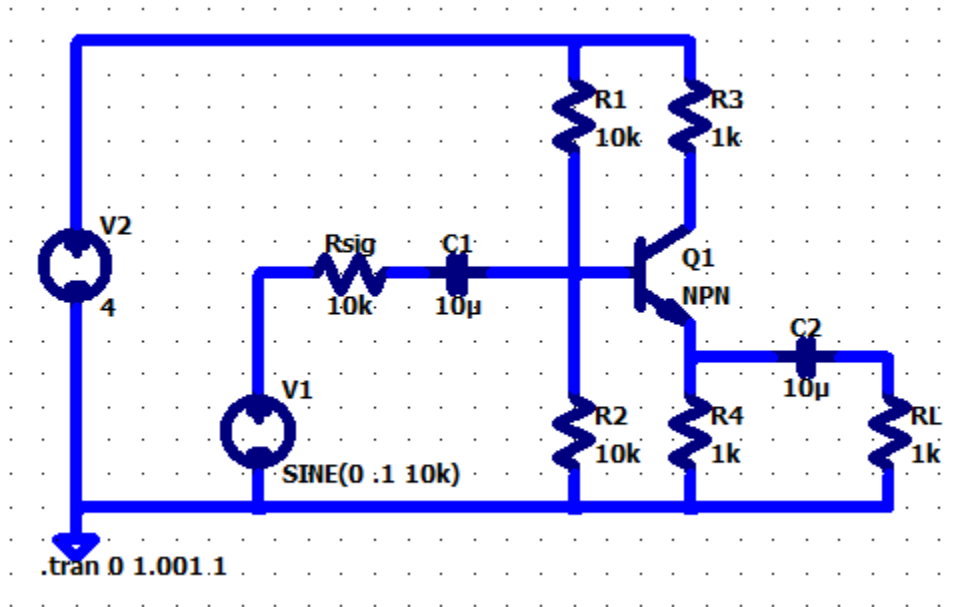 R1
10k
R3
1k
V2
4
Rsig
10k
C1
10µ
Q1
NPN
V1
SINE(0 .1 10k)
C2
10µ
R2
10k
R4
1k
RL
1k
.tran 0 1.001 1